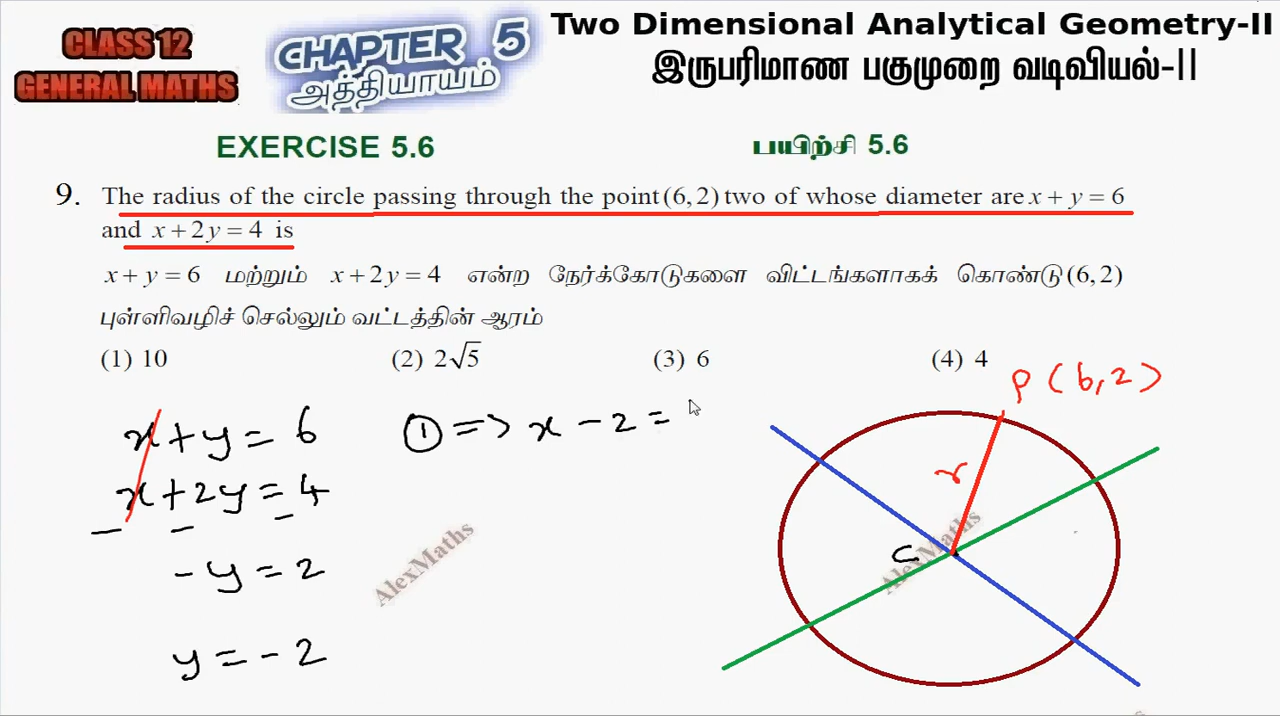 CLASS 12
GENERAL MATHS
CHAPTER 5
அத்தியாயம்
Two Dimensional Analytical Geometry-II
இருபரிமாண பகுமுறை வடிவியல்-II
EXERCISE 5.6
பயிற்சி 5.6
9. The radius of the circle passing through the point (6, 2) two of whose diameter are x + y = 6
and x + 2y = 4 is
x + y = 6 மற்றும் x + 2y = 4 என்ற நேர்க்கோடுகளை விட்டங்களாகக் கொண்டு (6, 2)
புள்ளிவழிச் செல்லும் வட்டத்தின் ஆரம்
(1) 10 (2) 2√5 (3) 6 (4) 4
P (6,2)
x + y = 6
① => x - 2 =
x + 2y = 4
- - -
r
C
-y = 2
y = -2
AlexMaths
AlexMaths